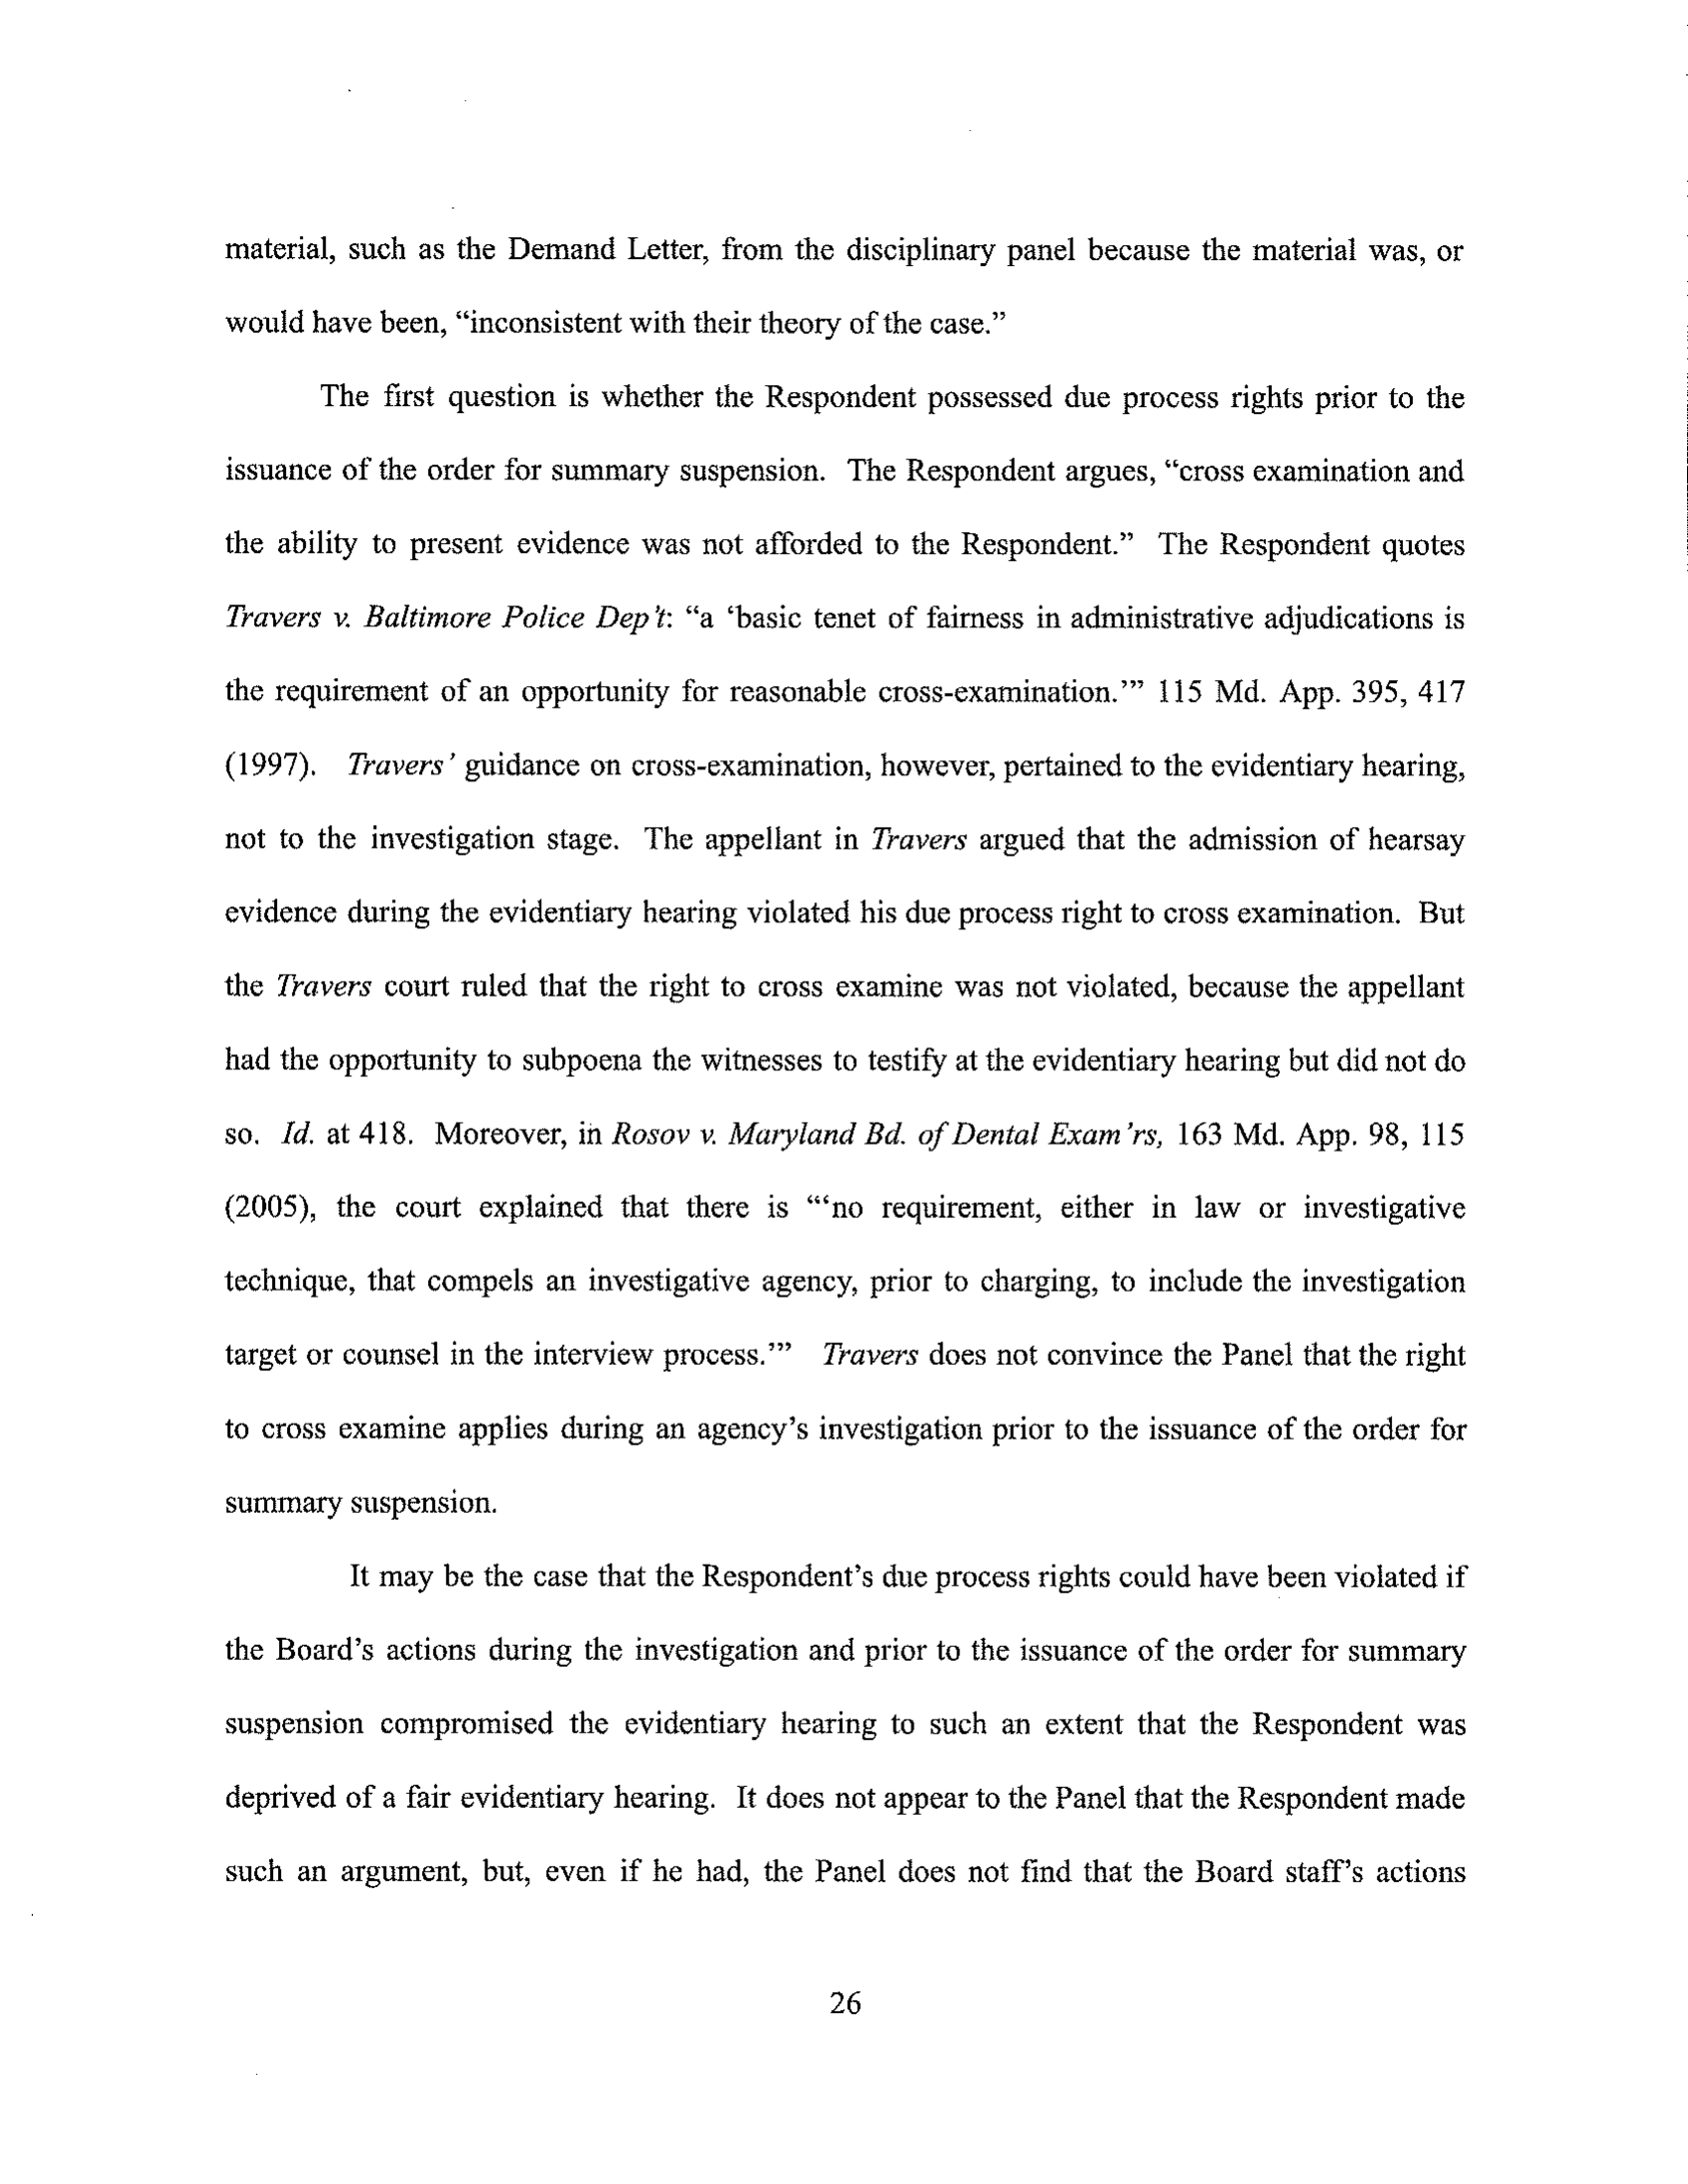 material, such as the Demand Letter, from the disciplinary panel because the material was, or
would have been, “inconsistent with their theory of the case.”
The first question is whether the Respondent possessed due process rights prior to the
issuance of the order for summary suspension. The Respondent argues, “cross examination and
the ability to present evidence was not afforded to the Respondent.” The Respondent quotes
Travers v. Baltimore Police Dep’t: “a ‘basic tenet of fairness in administrative adjudications is
the requirement of an opportunity for reasonable cross-examination.’” 115 Md. App. 395, 417
(1997). Travers’ guidance on cross-examination, however, pertained to the evidentiary hearing,
not to the investigation stage. The appellant in Travers argued that the admission of hearsay
evidence during the evidentiary hearing violated his due process right to cross examination. But
the Travers court ruled that the right to cross examine was not violated, because the appellant
had the opportunity to subpoena the witnesses to testify at the evidentiary hearing but did not do
so. Id. at 418. Moreover, in Rosov v. Maryland Bd. of Dental Exam’rs, 163 Md. App. 98, 115
(2005), the court explained that there is “‘no requirement, either in law or investigative
technique, that compels an investigative agency, prior to charging, to include the investigation
target or counsel in the interview process.’” Travers does not convince the Panel that the right
to cross examine applies during an agency’s investigation prior to the issuance of the order for
summary suspension.
It may be the case that the Respondent’s due process rights could have been violated if
the Board’s actions during the investigation and prior to the issuance of the order for summary
suspension compromised the evidentiary hearing to such an extent that the Respondent was
deprived of a fair evidentiary hearing. It does not appear to the Panel that the Respondent made
such an argument, but, even if he had, the Panel does not find that the Board staff’s actions
26